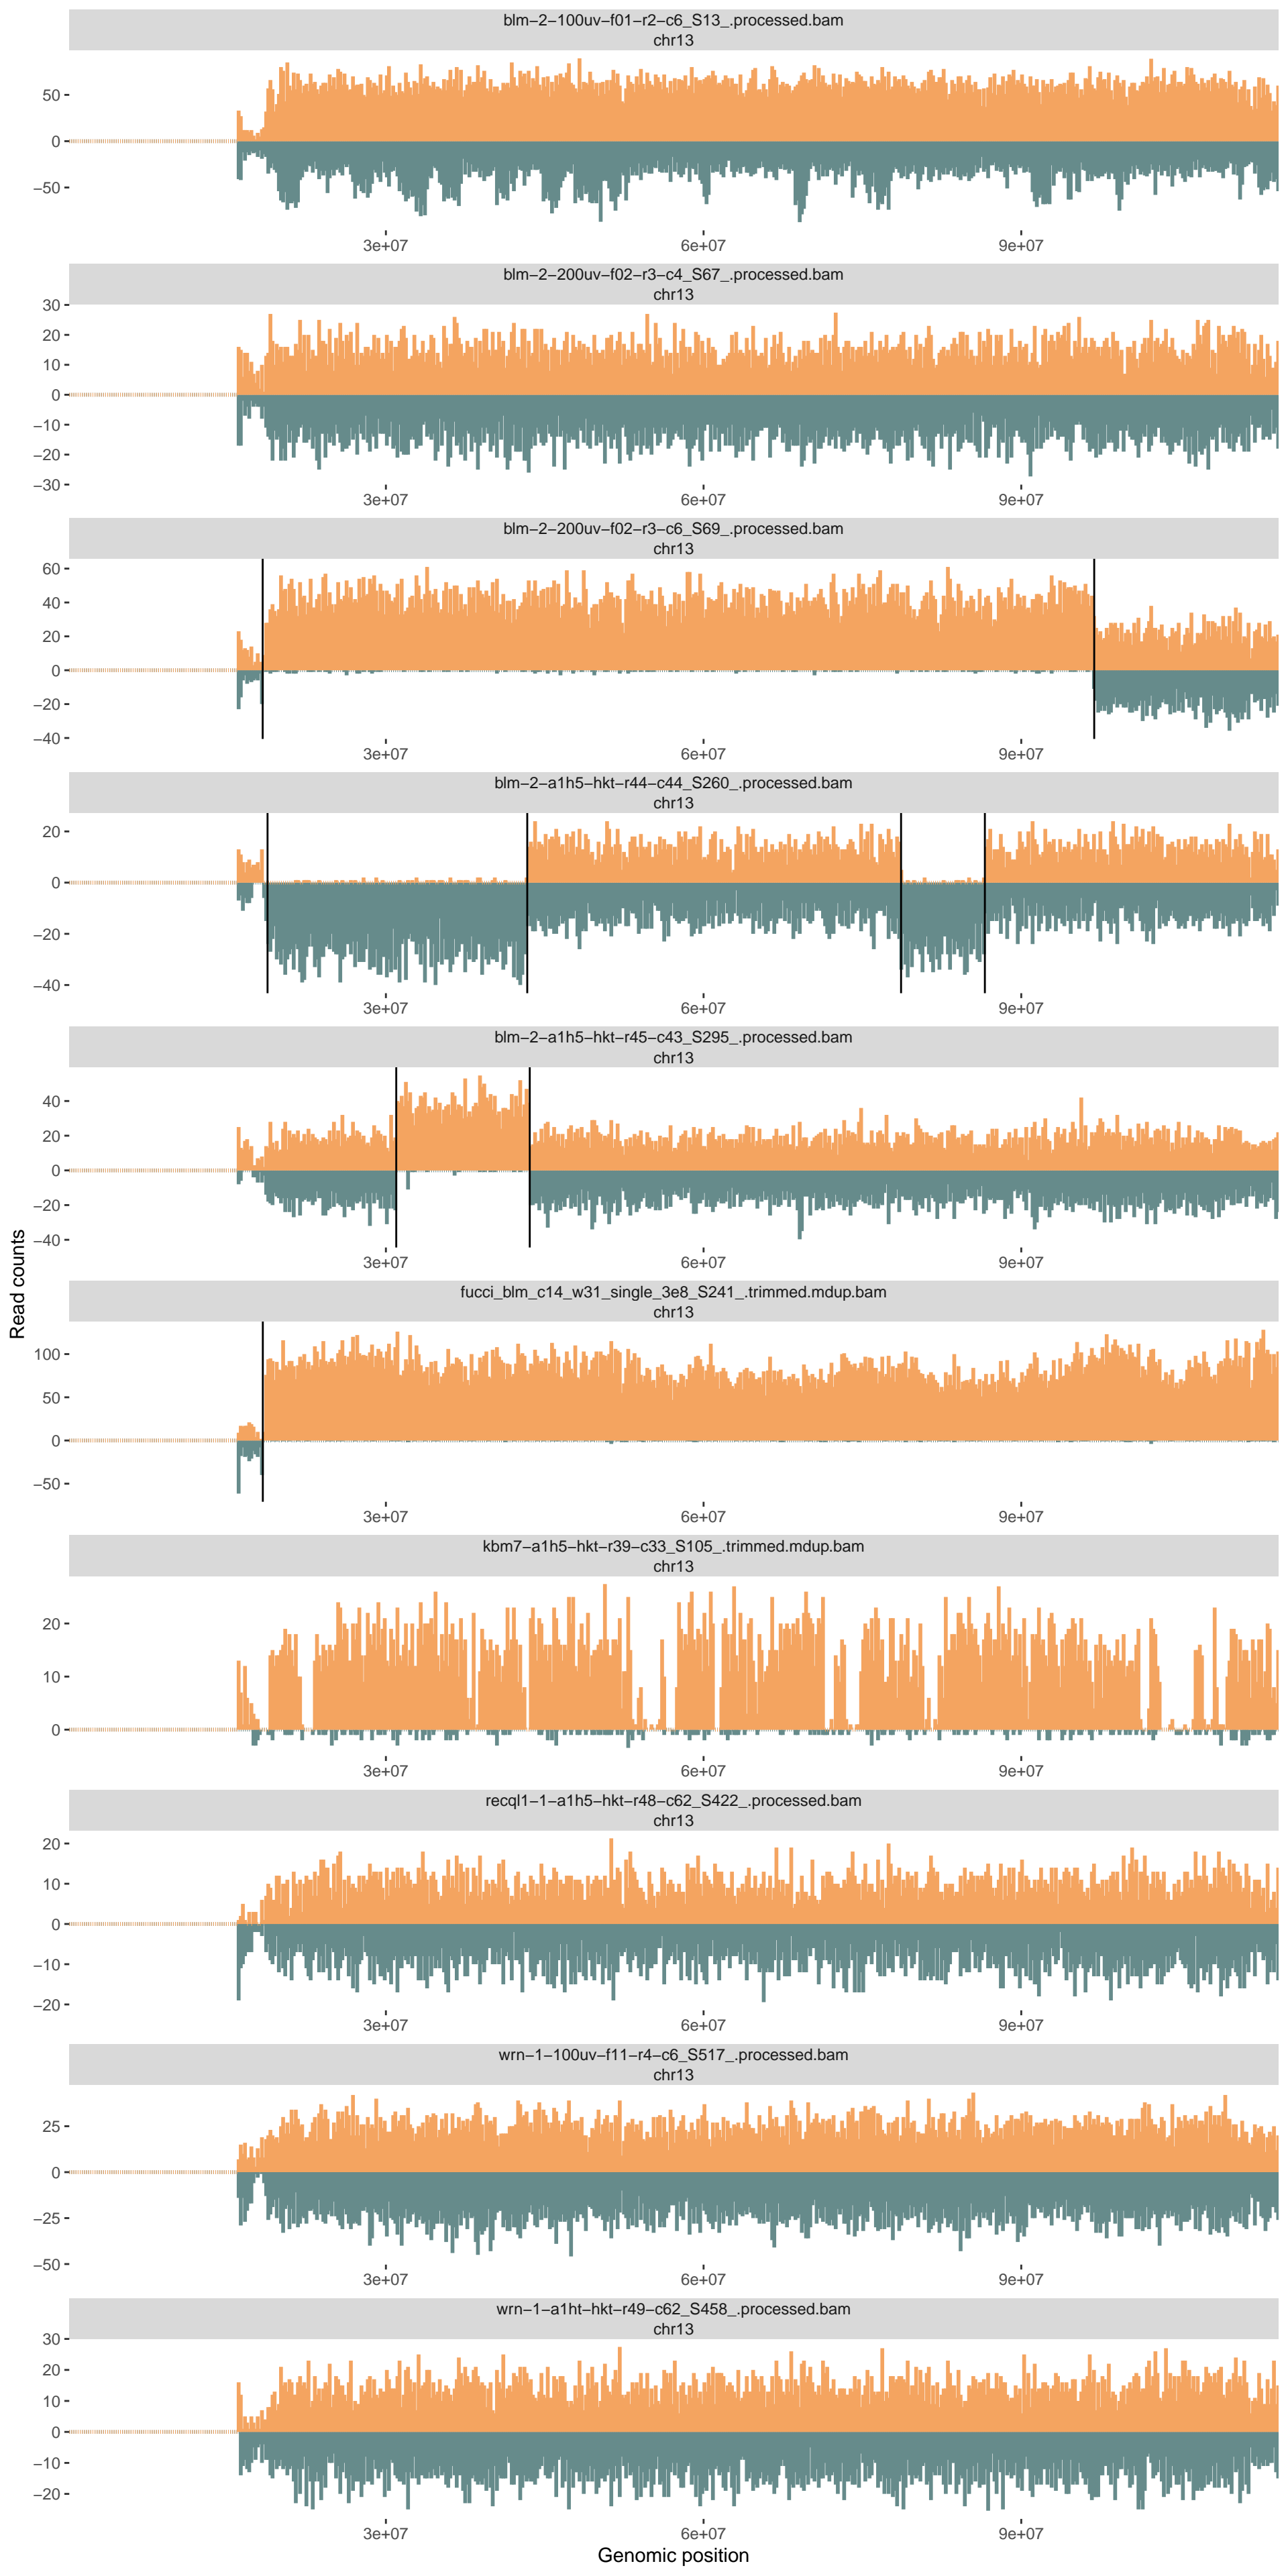 blm−2−100uv−f01−r2−c6_S13_.processed.bam
chr13
50
0
−50
3e+07 6e+07 9e+07
blm−2−200uv−f02−r3−c4_S67_.processed.bam
chr13
30
20
10
0
−10
−20
−30
3e+07 6e+07 9e+07
blm−2−200uv−f02−r3−c6_S69_.processed.bam
chr13
60
40
20
0
−20
−40
3e+07 6e+07 9e+07
blm−2−a1h5−hkt−r44−c44_S260_.processed.bam
chr13
20
0
−20
−40
3e+07 6e+07 9e+07
blm−2−a1h5−hkt−r45−c43_S295_.processed.bam
chr13
40
20
0
−20
−40
3e+07 6e+07 9e+07
Read counts
fucci_blm_c14_w31_single_3e8_S241_.trimmed.mdup.bam
chr13
100
50
0
−50
3e+07 6e+07 9e+07
kbm7−a1h5−hkt−r39−c33_S105_.trimmed.mdup.bam
chr13
20
10
0
3e+07 6e+07 9e+07
recql1−1−a1h5−hkt−r48−c62_S422_.processed.bam
chr13
20
10
0
−10
−20
3e+07 6e+07 9e+07
wrn−1−100uv−f11−r4−c6_S517_.processed.bam
chr13
25
0
−25
−50
3e+07 6e+07 9e+07
wrn−1−a1ht−hkt−r49−c62_S458_.processed.bam
chr13
30
20
10
0
−10
−20
3e+07 6e+07 9e+07
Genomic position